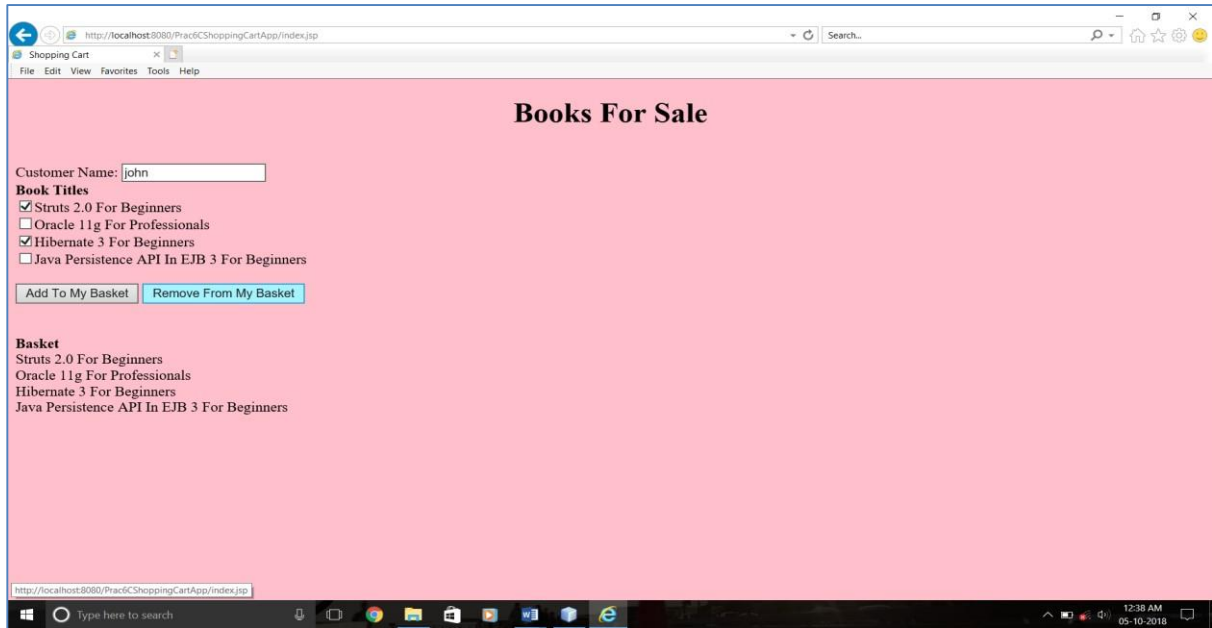 http://localhost:8080/Prac6CShoppingCartApp/index.jsp
Search...
Shopping Cart
File Edit View Favorites Tools Help
Books For Sale
Customer Name: john
Book Titles
Struts 2.0 For Beginners
Oracle 11g For Professionals
Hibernate 3 For Beginners
Java Persistence API In EJB 3 For Beginners
Add To My Basket Remove From My Basket
Basket
Struts 2.0 For Beginners
Oracle 11g For Professionals
Hibernate 3 For Beginners
Java Persistence API In EJB 3 For Beginners
http://localhost:8080/Prac6CShoppingCartApp/index.jsp
Type here to search
12:38 AM
05-10-2018